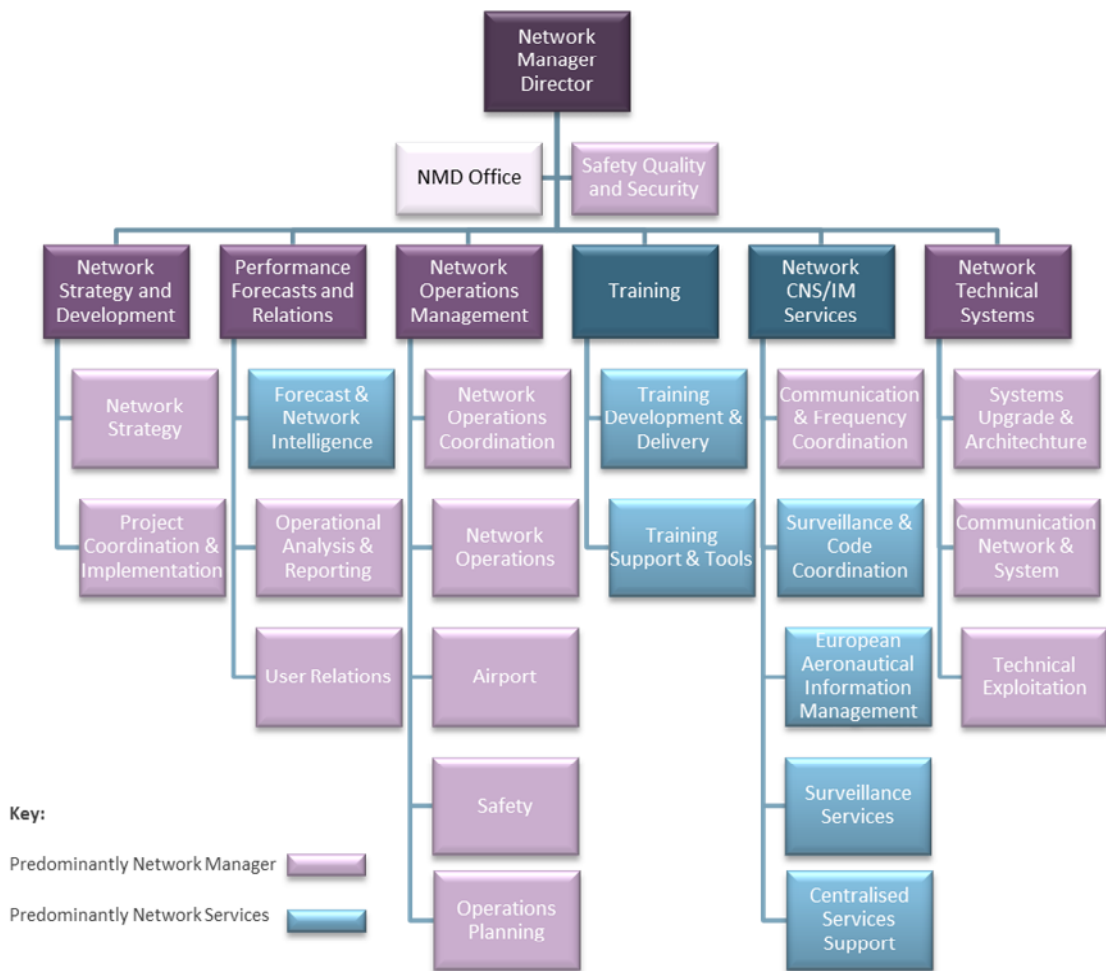 Network
Manager
Director
NMD Office
Safety Quality
and Security
Network
Strategy and
Development
Performance
Forecasts and
Relations
Network
Operations
Management
Training
Network
CNS/IM
Services
Network
Technical
Systems
Network
Strategy
Forecast &
Network
Intelligence
Network
Operations
Coordination
Training
Development &
Delivery
Communication
& Frequency
Coordination
Systems
Upgrade &
Architechture
Project
Coordination &
Implementation
Operational
Analysis &
Reporting
Network
Operations
Training
Support & Tools
Surveillance &
Code
Coordination
Communication
Network &
System
User Relations
Airport
European
Aeronautical
Information
Management
Technical
Exploitation
Safety
Surveillance
Services
Operations
Planning
Centralised
Services
Support
Key:
Predominantly Network Manager
Predominantly Network Services